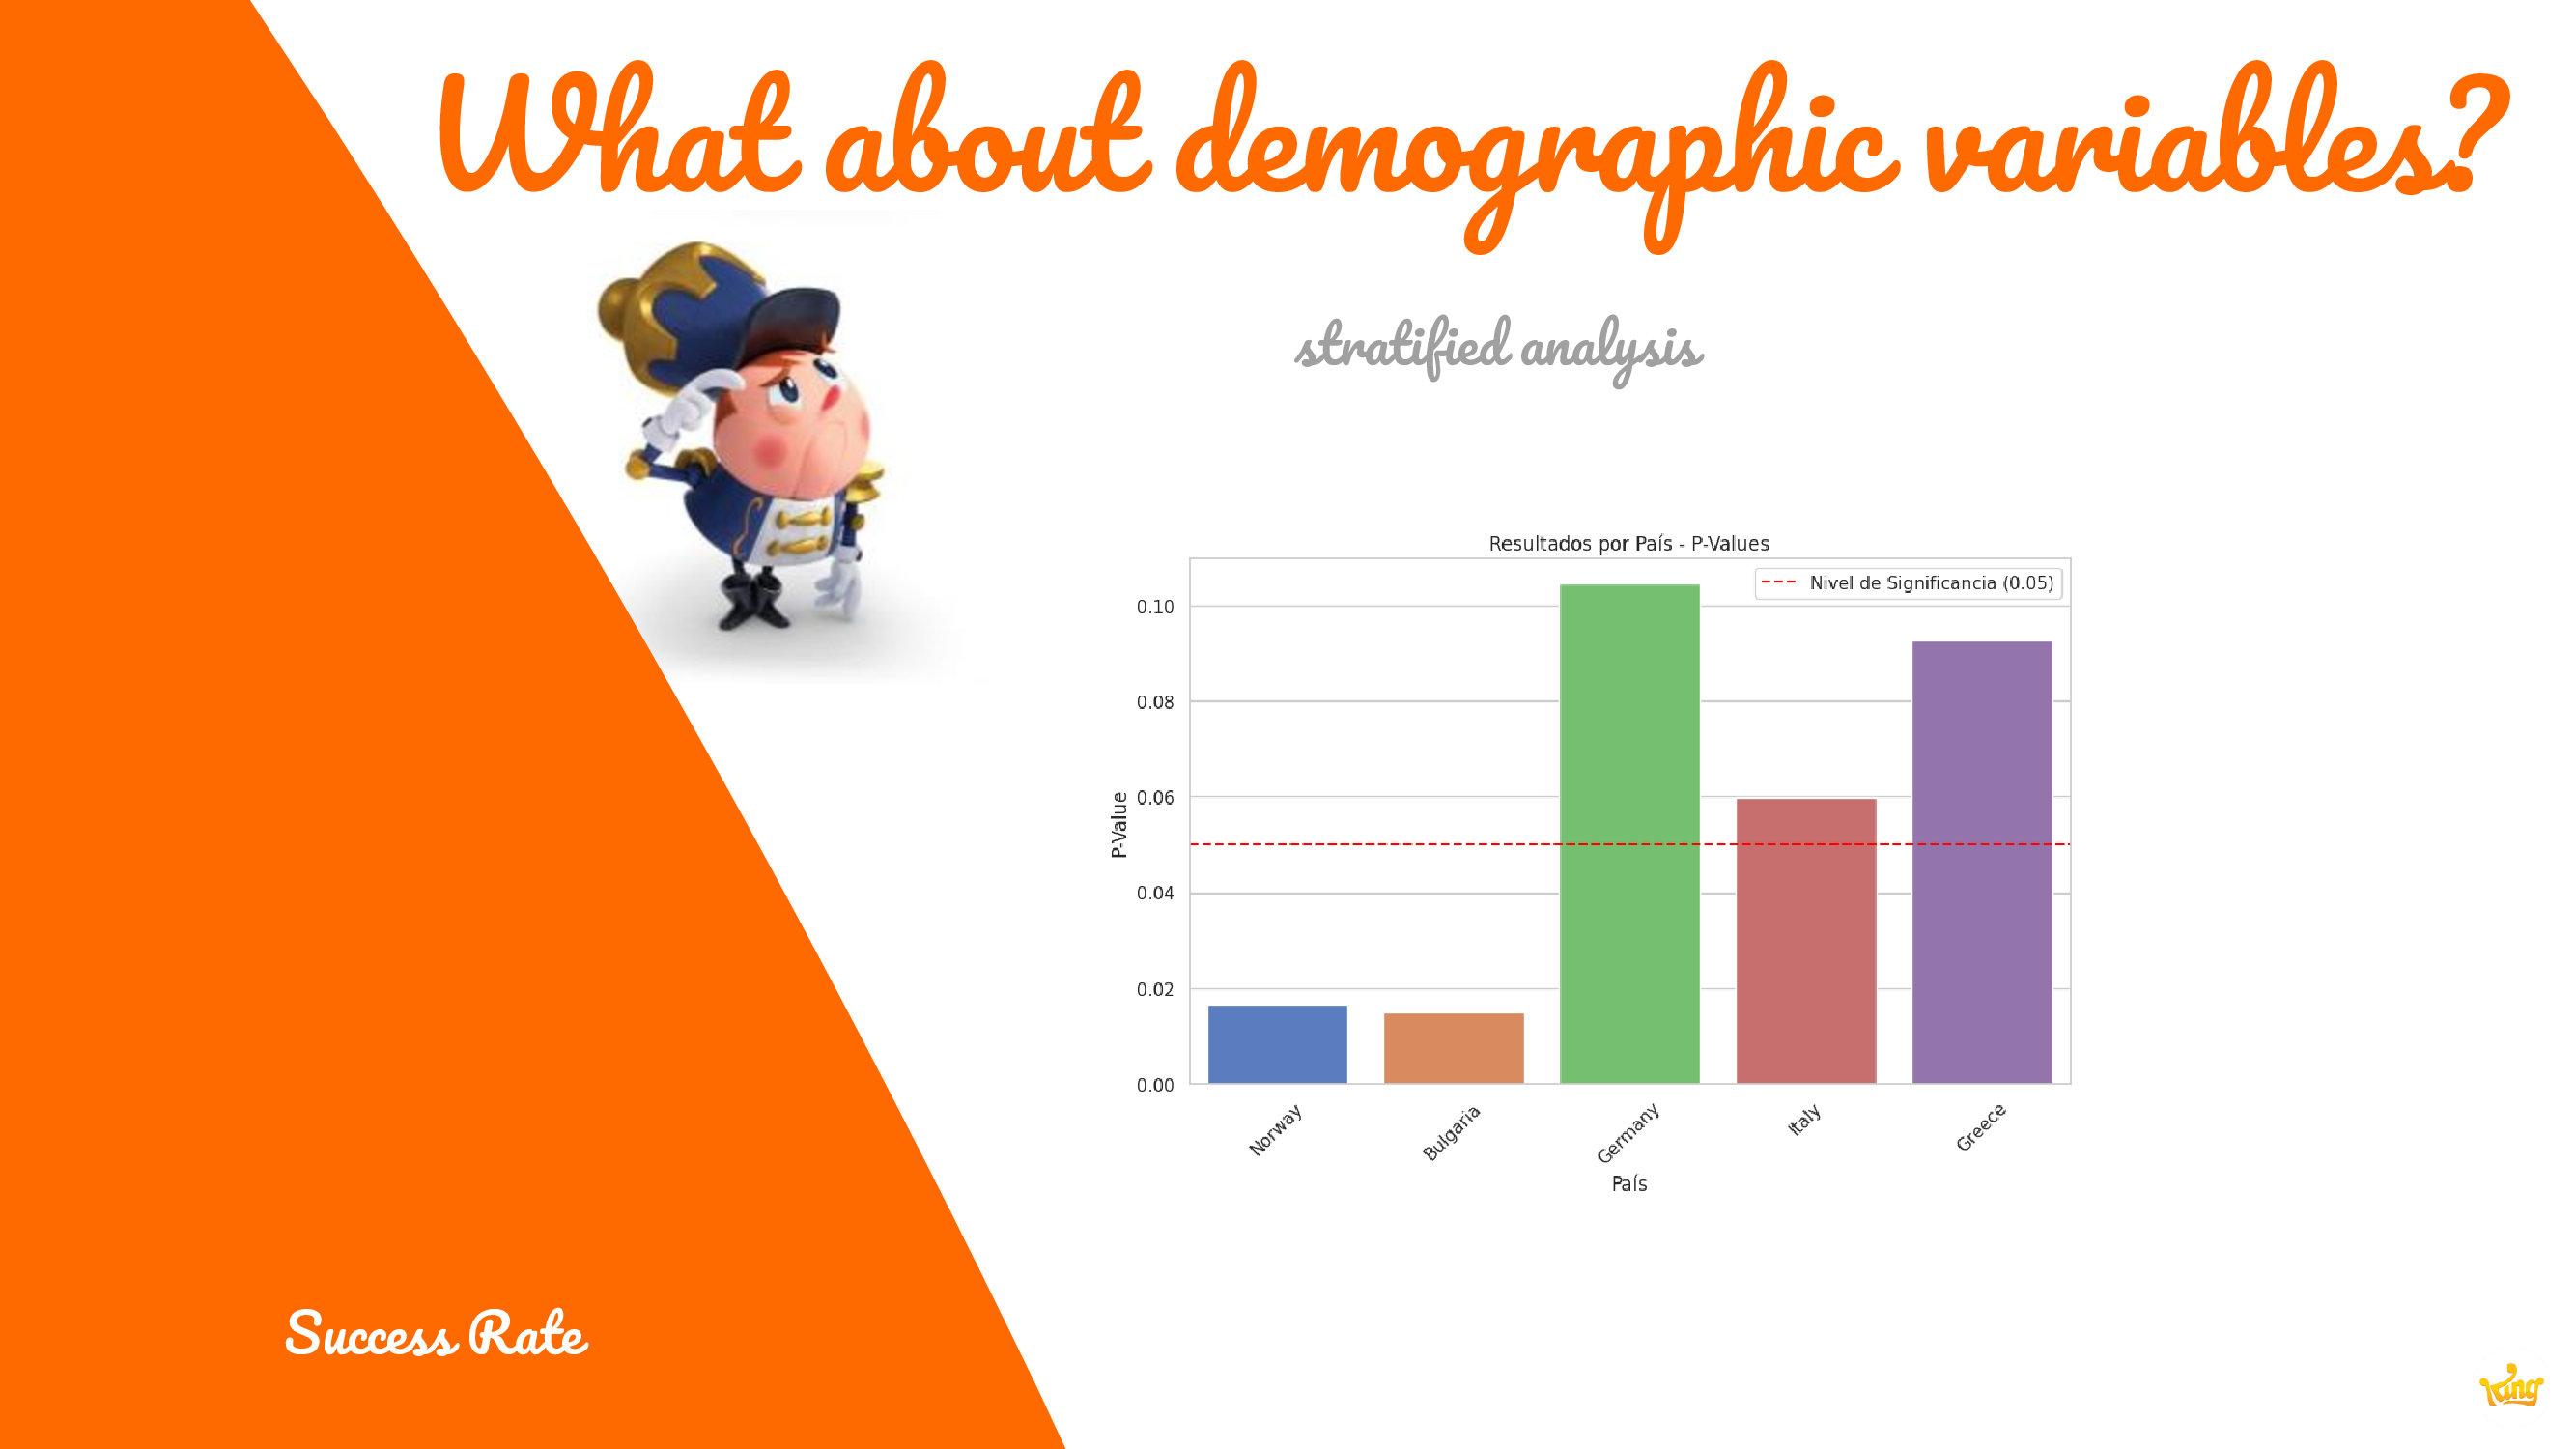 What about demographic variables?
stratified analysis
Resultados por País - P-Values
Nivel de Significancia (0.05)
P-Value
0.10
0.08
0.06
0.04
0.02
0.00
Norway
Bulgaria
Germany
Italy
Greece
País
Success Rate
King